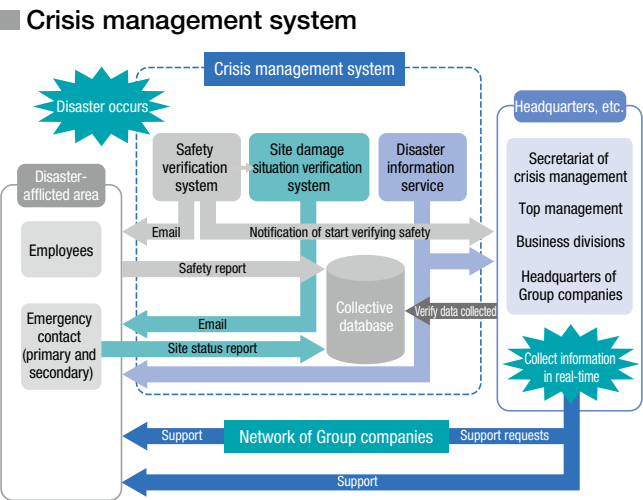 Crisis management system
Crisis management system
Disaster occurs
Headquarters, etc.
Safety
verification
system
Site damage
situation verification
system
Disaster
information
service
Secretariat of
crisis management
Top management
Business divisions
Headquarters of
Group companies
Disaster-
afflicted area
Email
Notification of start verifying safety
Employees
Safety report
Collective
database
Verify data collected
Emergency
contact
(primary and
secondary)
Email
Site status report
Collect information
in real-time
Support
Network of Group companies
Support requests
Support